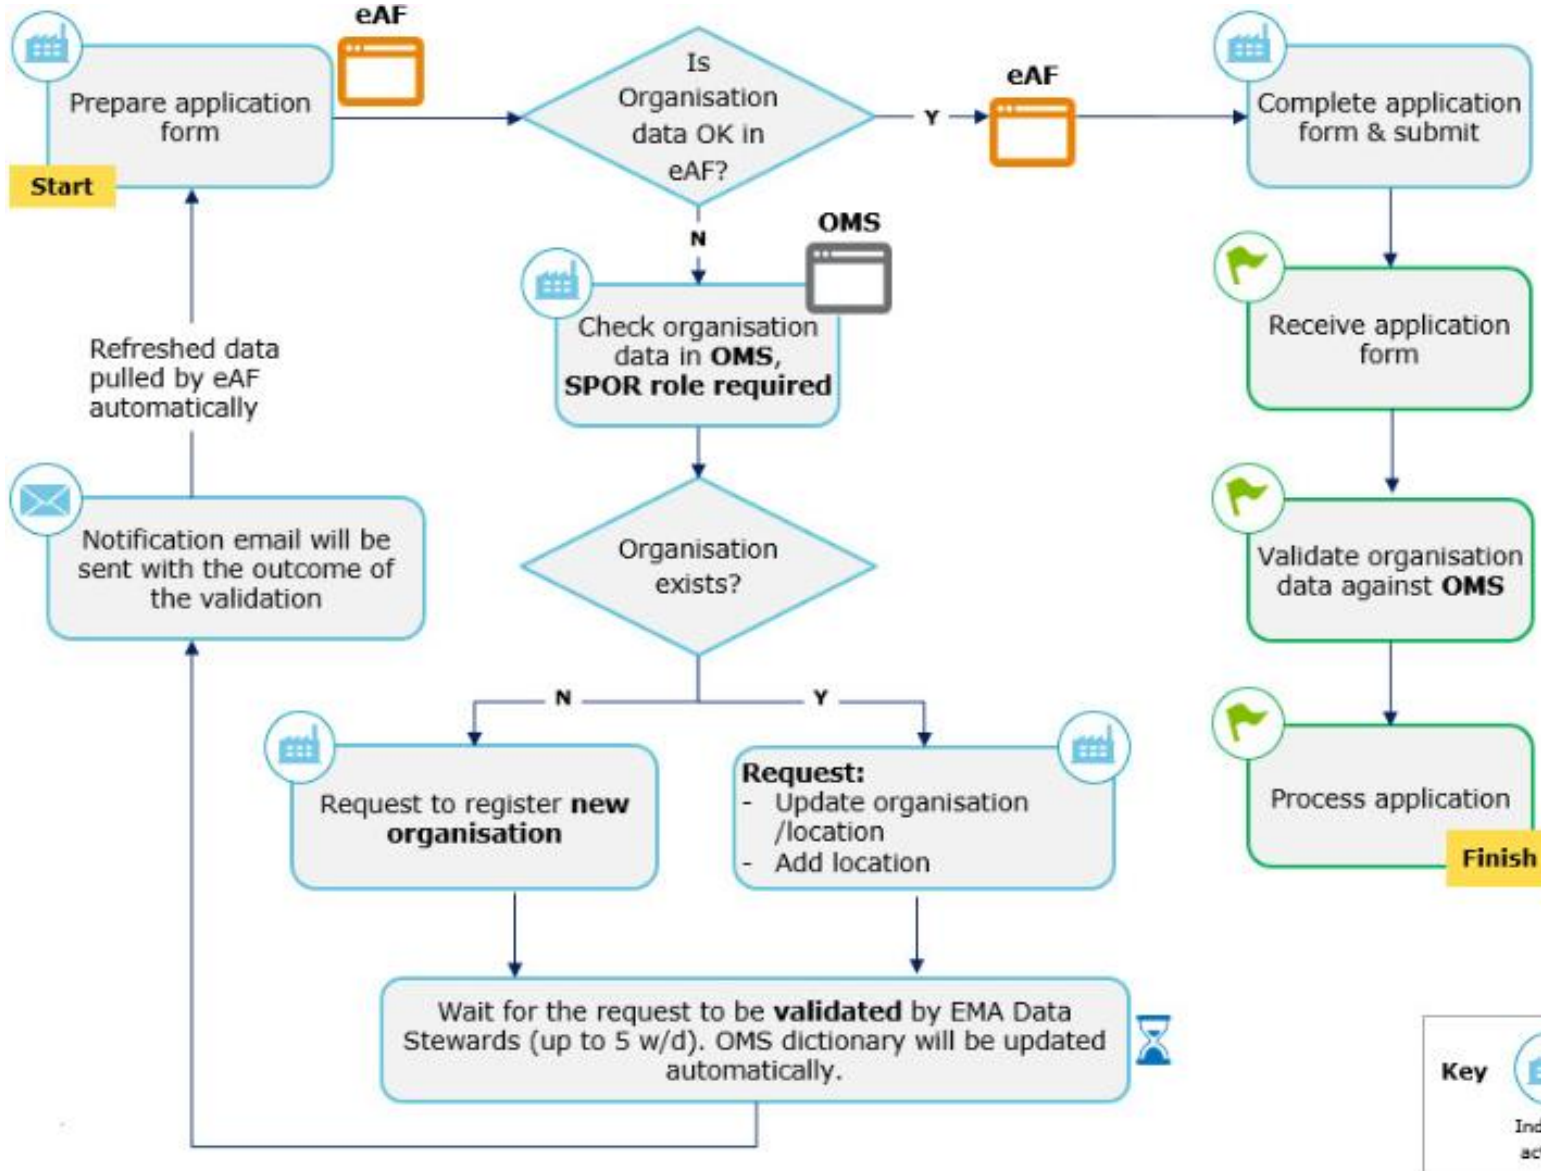 eAF
Prepare application
form
Start
Is
Organisation
data OK in
eAF?
Y
eAF
Complete application
form & submit
N
OMS
Check organisation
data in OMS,
SPOR role required
Receive application
form
Refreshed data
pulled by eAF
automatically
Notification email will be
sent with the outcome of
the validation
Organisation
exists?
Validate organisation
data against OMS
N
Y
Request to register new
organisation
Request:
- Update organisation
/location
- Add location
Process application
Finish
Wait for the request to be validated by EMA Data
Stewards (up to 5 w/d). OMS dictionary will be updated
automatically.
Key